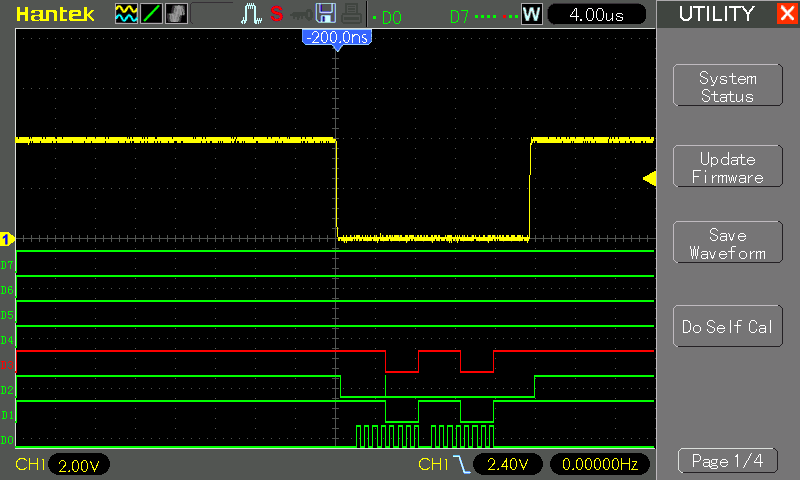 Hantek S D0 D7 W 4.00us UTILITY
-200.0ns
System
Status
Update
Firmware
1
Save
Waveform
D7
D6
D5
Do Self Cal
D4
D3
D2
D1
D0
CH1 2.00V CH1 2.40V 0.00000Hz Page 1/4